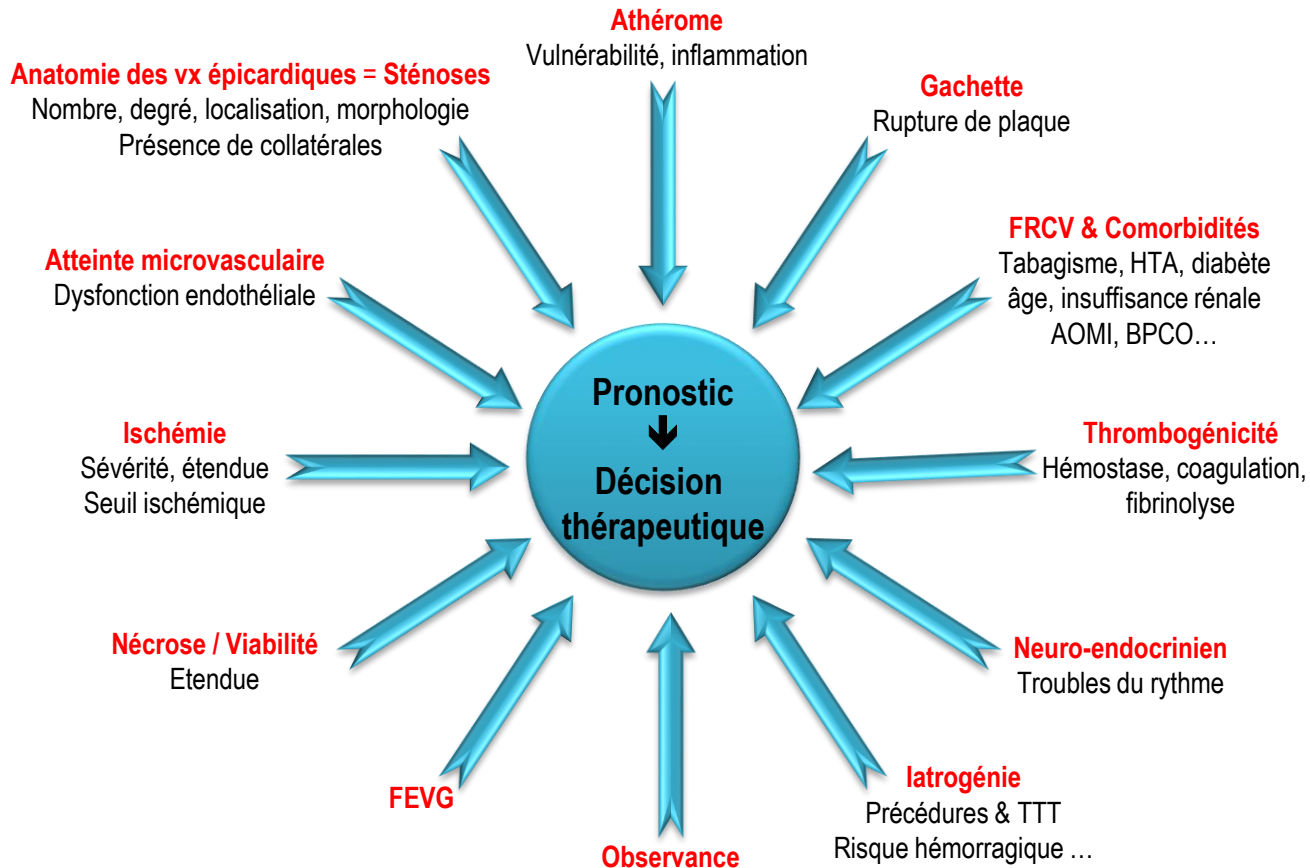 Athérome
Vulnérabilité, inflammation
Anatomie des vx épicardiques = Sténoses
Nombre, degré, localisation, morphologie
Présence de collatérales
Gachette
Rupture de plaque
FRCV & Comorbidités
Tabagisme, HTA, diabète
âge, insuffisance rénale
AOMI, BPCO…
Atteinte microvasculaire
Dysfonction endothéliale
Pronostic
🡻
Décision
thérapeutique
Ischémie
Sévérité, étendue
Seuil ischémique
Thrombogénicité
Hémostase, coagulation,
fibrinolyse
Nécrose / Viabilité
Etendue
Neuro-endocrinien
Troubles du rythme
FEVG
Observance
Iatrogénie
Précédures & TTT
Risque hémorragique …